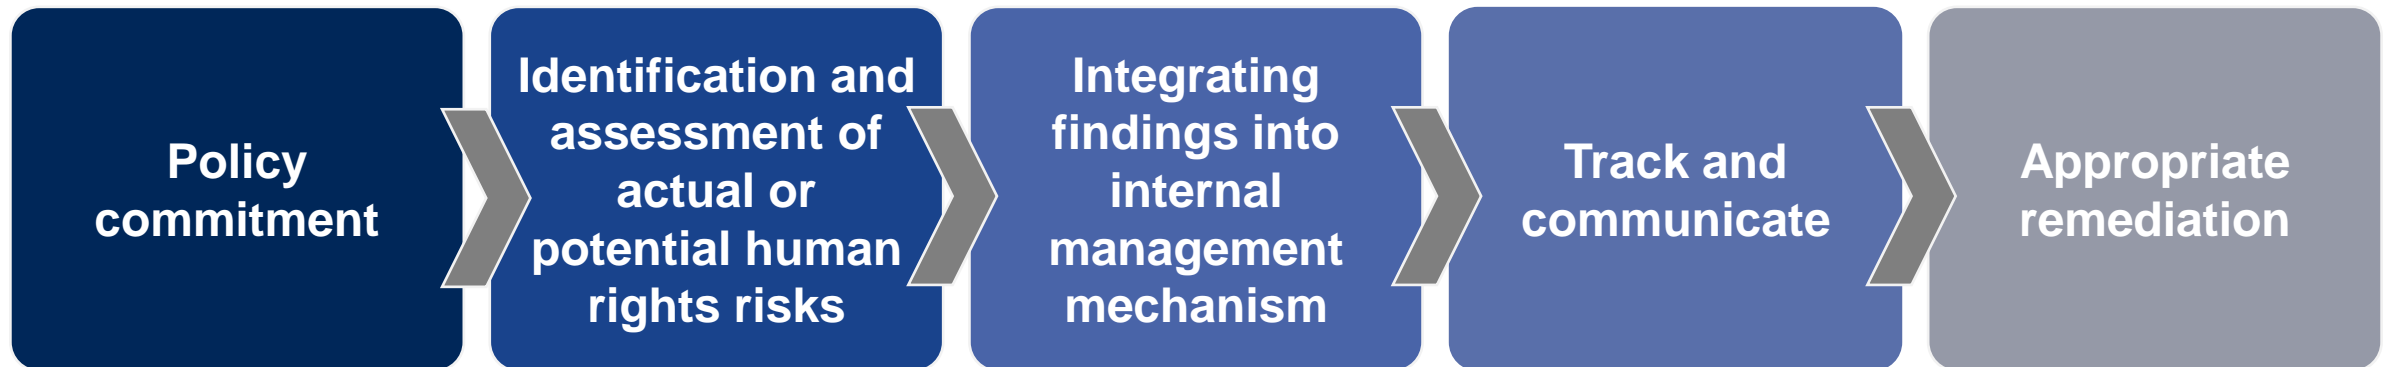 Policy
commitment
Identification and
assessment of
actual or
potential human
rights risks
Integrating
findings into
internal
management
mechanism
Track and
communicate
Appropriate
remediation